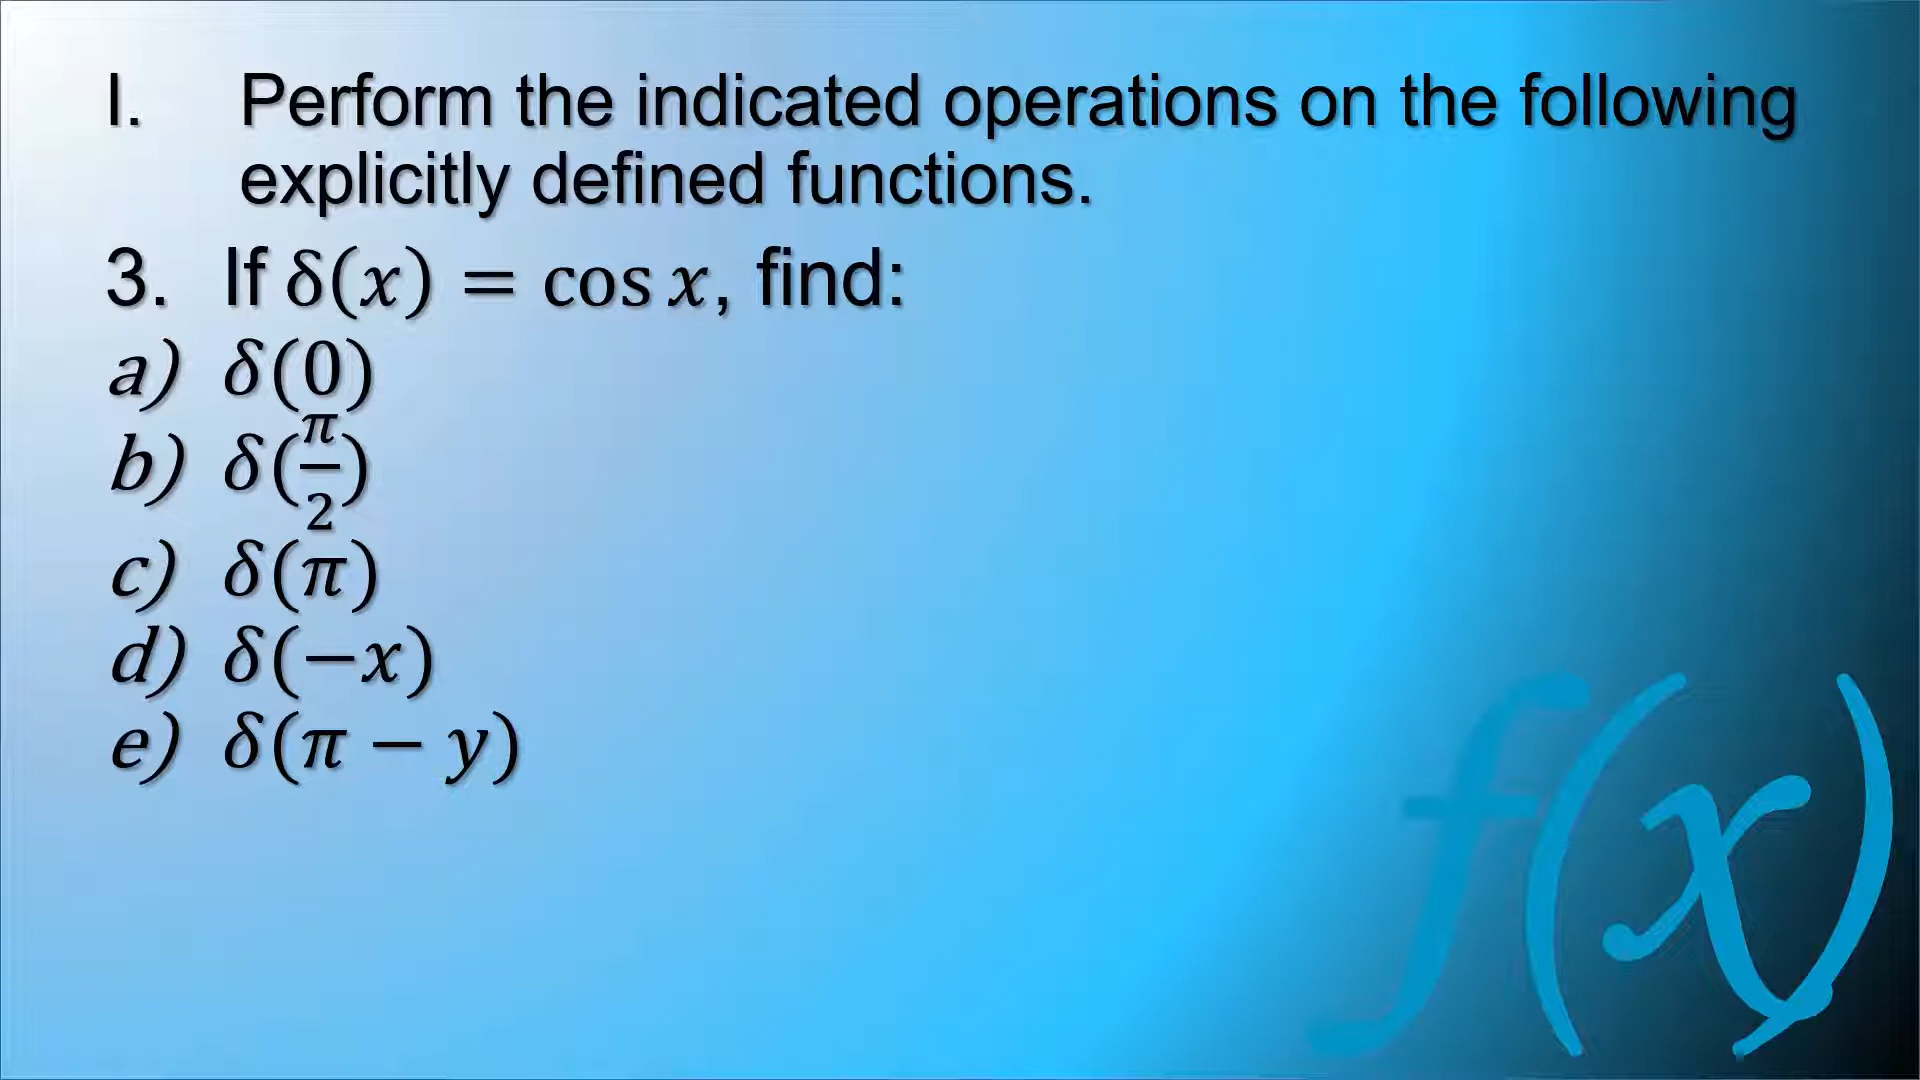 I. Perform the indicated operations on the following
explicitly defined functions.
3. If δ(x) = cos x, find:
a) δ(0)
b) δ(π/2)
c) δ(π)
d) δ(−x)
e) δ(π − y)
f(x)